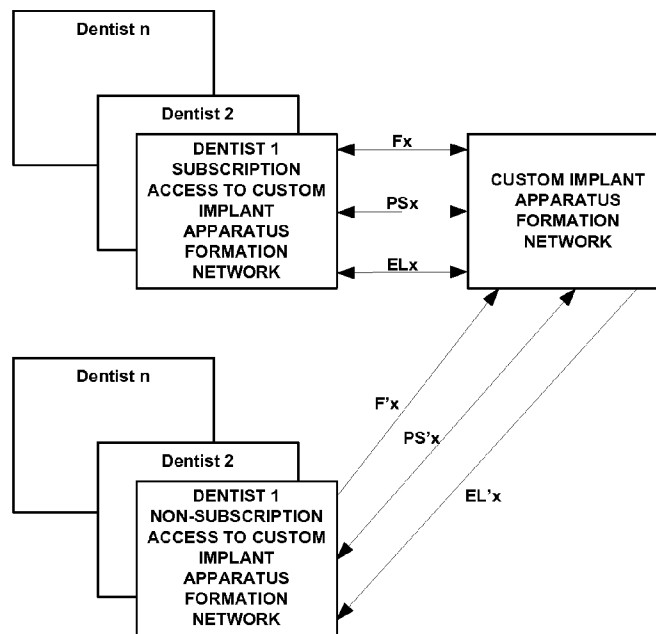 Dentist n
Dentist 2
DENTIST 1
SUBSCRIPTION
ACCESS TO CUSTOM
IMPLANT
APPARATUS
FORMATION
NETWORK
Fx
PSx
ELx
CUSTOM IMPLANT
APPARATUS
FORMATION
NETWORK
Dentist n
Dentist 2
DENTIST 1
NON-SUBSCRIPTION
ACCESS TO CUSTOM
IMPLANT
APPARATUS
FORMATION
NETWORK
F'x
PS'x
EL'x